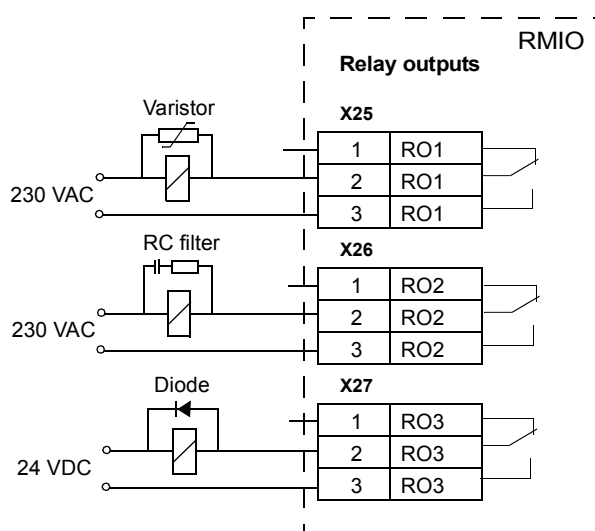 RMIO
Relay outputs
Varistor
X25
1 RO1
2 RO1
3 RO1
230 VAC
RC filter
X26
1 RO2
2 RO2
3 RO2
230 VAC
Diode
X27
1 RO3
2 RO3
3 RO3
24 VDC